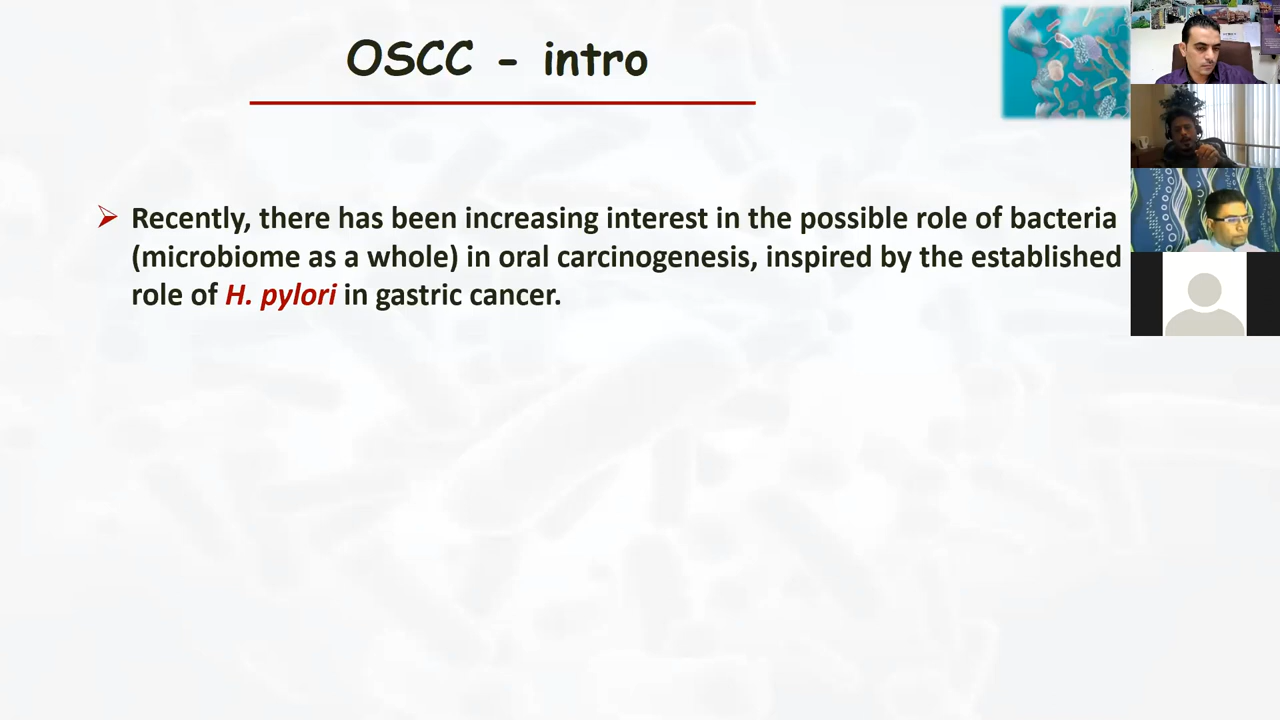 OSCC - intro
Recently, there has been increasing interest in the possible role of bacteria
(microbiome as a whole) in oral carcinogenesis, inspired by the established
role of H. pylori in gastric cancer.